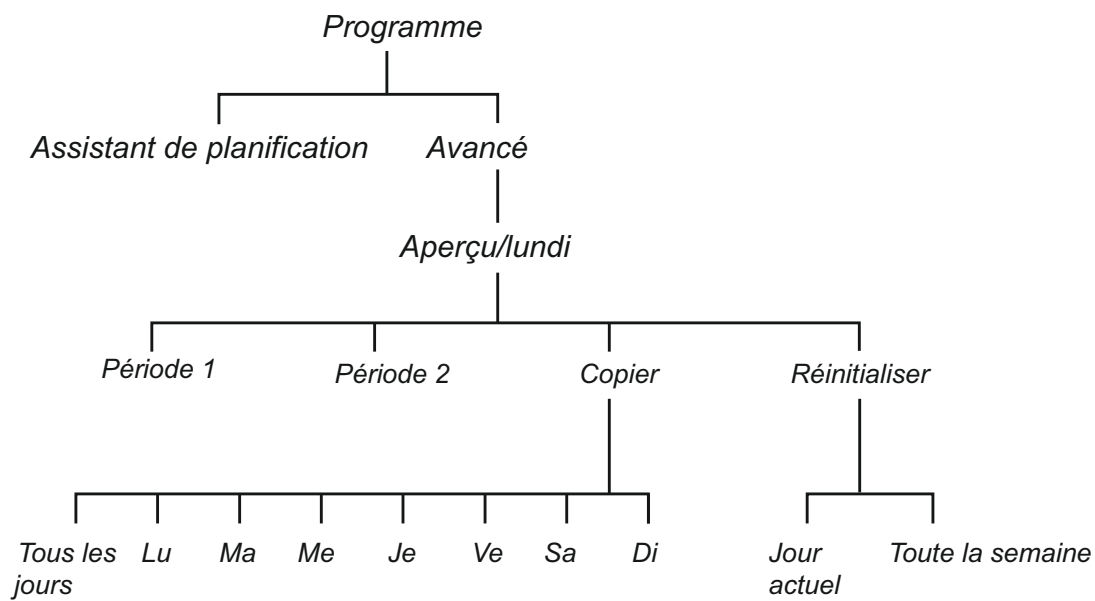 Programme
Assistant de planification Avancé
Aperçu/lundi
Période 1 Période 2 Copier Réinitialiser
Tous les jours Lu Ma Me Je Ve Sa Di Jour actuel Toute la semaine